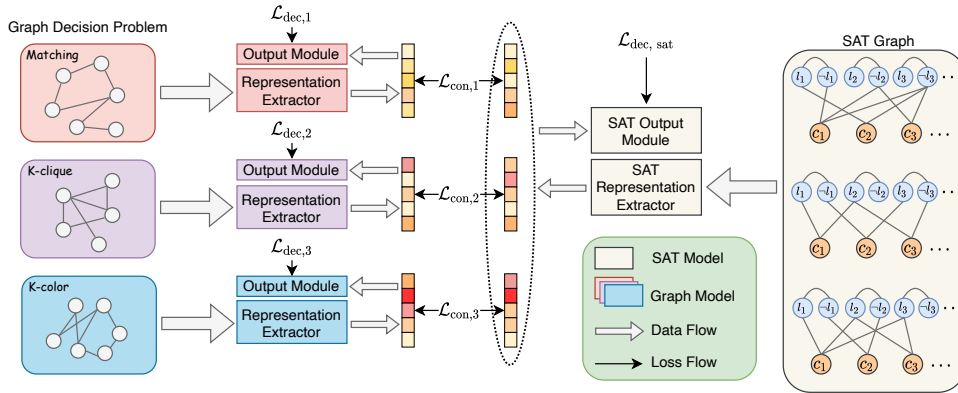 Graph Decision Problem
Matching
K-clique
K-color
ℒdec,1
Output Module
Representation
Extractor
ℒcon,1
ℒdec,2
Output Module
Representation
Extractor
ℒcon,2
ℒdec,3
Output Module
Representation
Extractor
ℒcon,3
ℒdec, sat
SAT Output
Module
SAT
Representation
Extractor
SAT Model
Graph Model
Data Flow
Loss Flow
SAT Graph
l1 ¬l1 l2 ¬l2 l3 ¬l3 ···
c1 c2 c3 ···
l1 ¬l1 l2 ¬l2 l3 ¬l3 ···
c1 c2 c3 ···
l1 ¬l1 l2 ¬l2 l3 ¬l3 ···
c1 c2 c3 ···